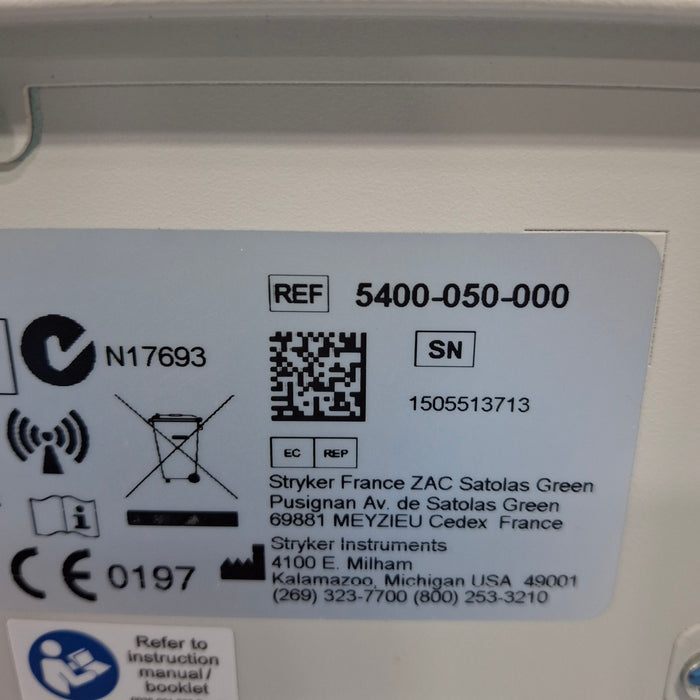 REF 5400-050-000
N17693
SN
1505513713
EC REP
Stryker France ZAC Satolas Green
Pusignan Av. de Satolas Green
69881 MEYZIEU Cedex France
i
Stryker Instruments
4100 E. Milham
Kalamazoo, Michigan USA 49001
(269) 323-7700 (800) 253-3210
CE 0197
Refer to
instruction
manual/
booklet